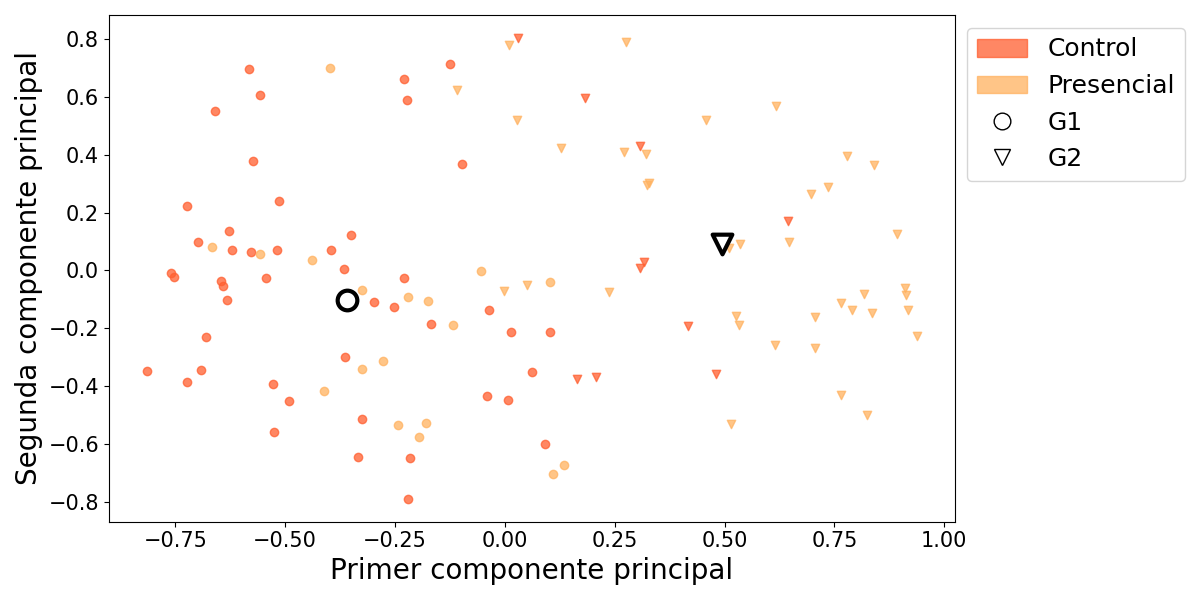 Segunda componente principal
0.8
0.6
0.4
0.2
0.0
−0.2
−0.4
−0.6
−0.8
−0.75 −0.50 −0.25 0.00 0.25 0.50 0.75 1.00
Primer componente principal
Control
Presencial
G1
G2